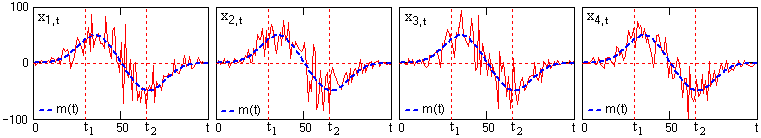 100 x1,t x2,t x3,t x4,t
0
-100 m(t) m(t) m(t) m(t)
0 t1 50 t2 t 0 t1 50 t2 t 0 t1 50 t2 t 0 t1 50 t2 t